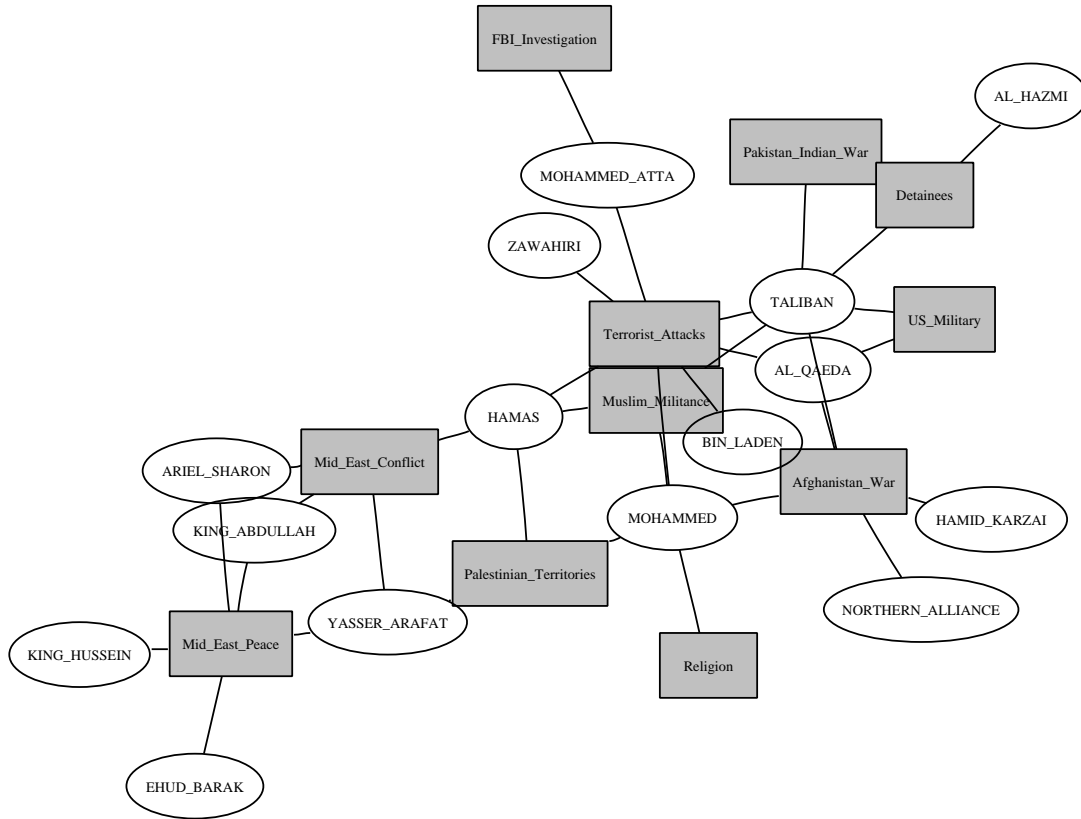 FBI_Investigation
AL_HAZMI
Pakistan_Indian_War
MOHAMMED_ATTA
Detainees
ZAWAHIRI
TALIBAN
US_Military
Terrorist_Attacks
AL_QAEDA
Muslim_Militance
HAMAS
BIN_LADEN
Mid_East_Conflict
ARIEL_SHARON
Afghanistan_War
MOHAMMED
HAMID_KARZAI
KING_ABDULLAH
Palestinian_Territories
NORTHERN_ALLIANCE
YASSER_ARAFAT
Mid_East_Peace
KING_HUSSEIN
Religion
EHUD_BARAK